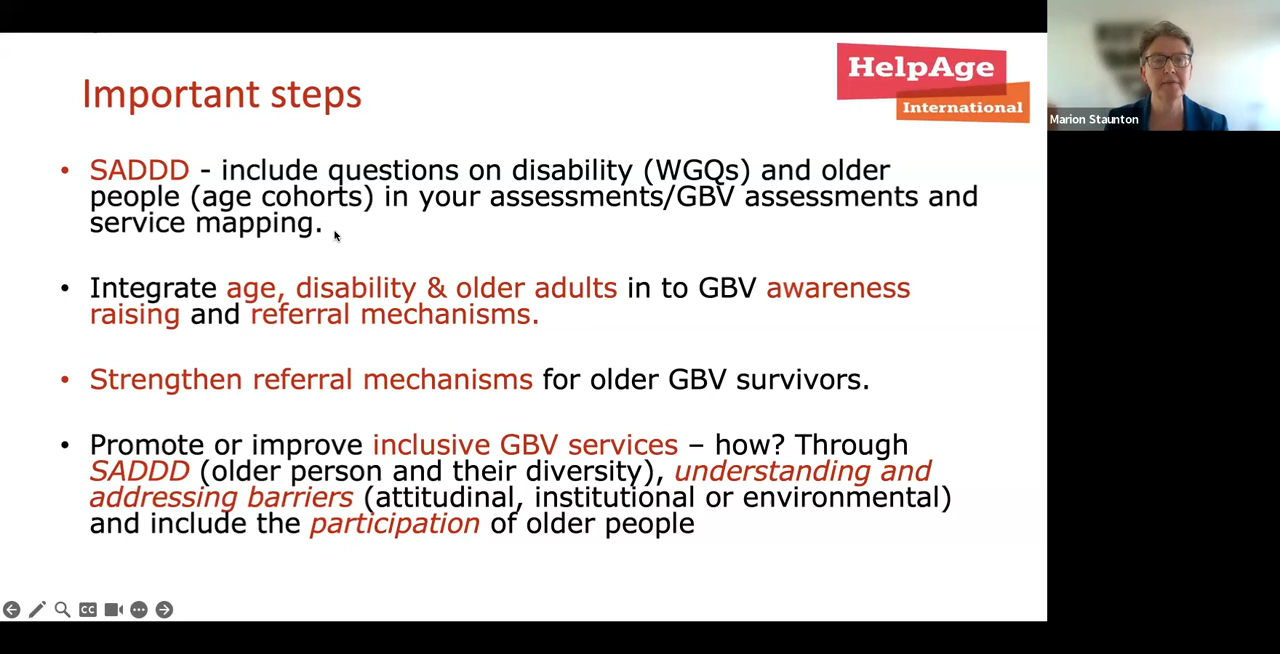 Important steps
HelpAge
International
Marion Staunton
• SADDD - include questions on disability (WGQs) and older
people (age cohorts) in your assessments/GBV assessments and
service mapping.
• Integrate age, disability & older adults in to GBV awareness
raising and referral mechanisms.
• Strengthen referral mechanisms for older GBV survivors.
• Promote or improve inclusive GBV services – how? Through
SADDD (older person and their diversity), understanding and
addressing barriers (attitudinal, institutional or environmental)
and include the participation of older people
CC